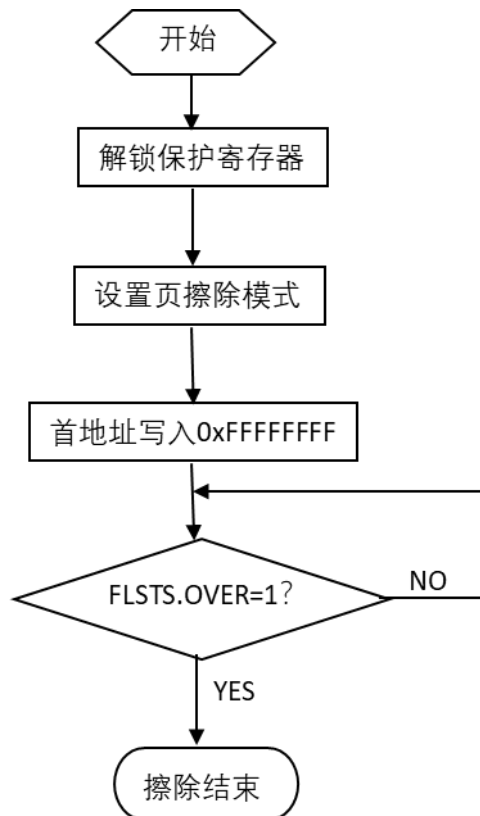 开始
解锁保护寄存器
设置页擦除模式
首地址写入0xFFFFFFFF
FLSTS.OVER=1?
NO
YES
擦除结束